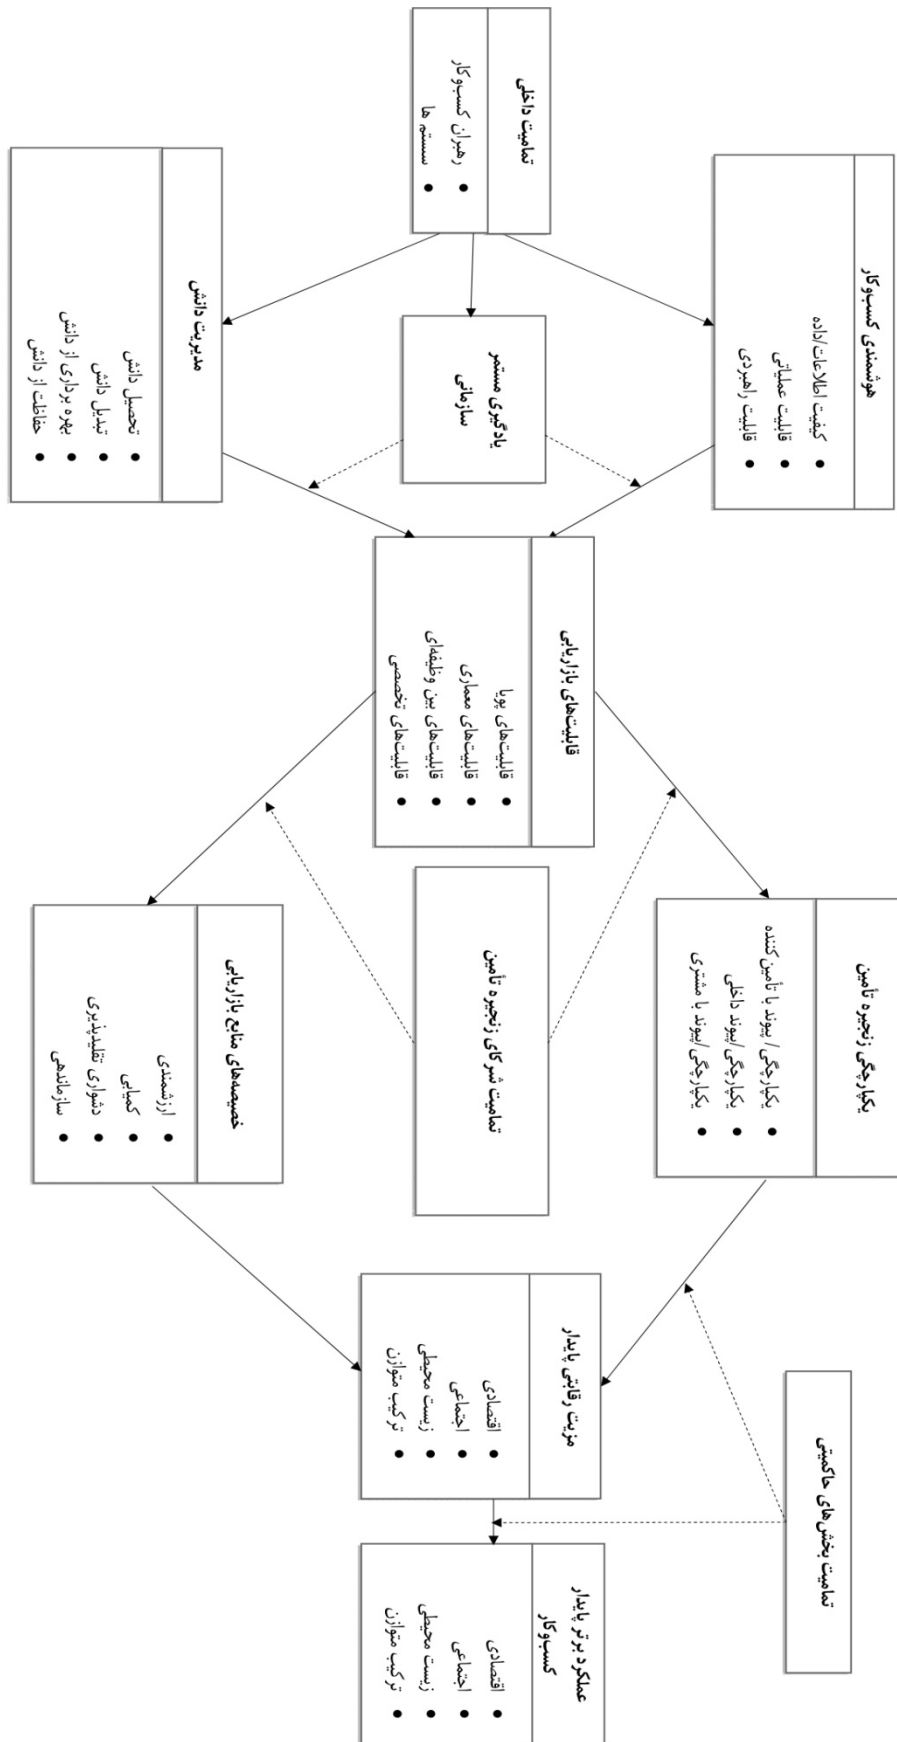 تمامیت داخلی
رهبران کسب‌وکار
سیستم ها
هوشمندی کسب‌وکار
کیفیت اطلاعات/داده
قابلیت عملیاتی
قابلیت راهبردی
یادگیری مستمر
سازمانی
مدیریت دانش
تحصیل دانش
تبدیل دانش
بهره برداری از دانش
حفاظت از دانش
قابلیت‌های بازاریابی
قابلیت‌های پویا
قابلیت‌های معماری
قابلیت‌های بین وظیفه‌ای
قابلیت‌های تخصصی
یکپارچگی زنجیره تأمین
یکپارچگی/ پیوند با تأمین‌کننده
یکپارچگی/پیوند داخلی
یکپارچگی/پیوند با مشتری
تمامیت شرکای زنجیره تأمین
خصیصه‌های منابع بازاریابی
ارزشمندی
کمیابی
دشواری تقلیدپذیری
سازماندهی
مزیت رقابتی پایدار
اقتصادی
اجتماعی
زیست محیطی
ترکیب متوازن
تمامیت بخش‌های حاکمیتی
عملکرد برتر پایدار
کسب‌وکار
اقتصادی
اجتماعی
زیست محیطی
ترکیب متوازن